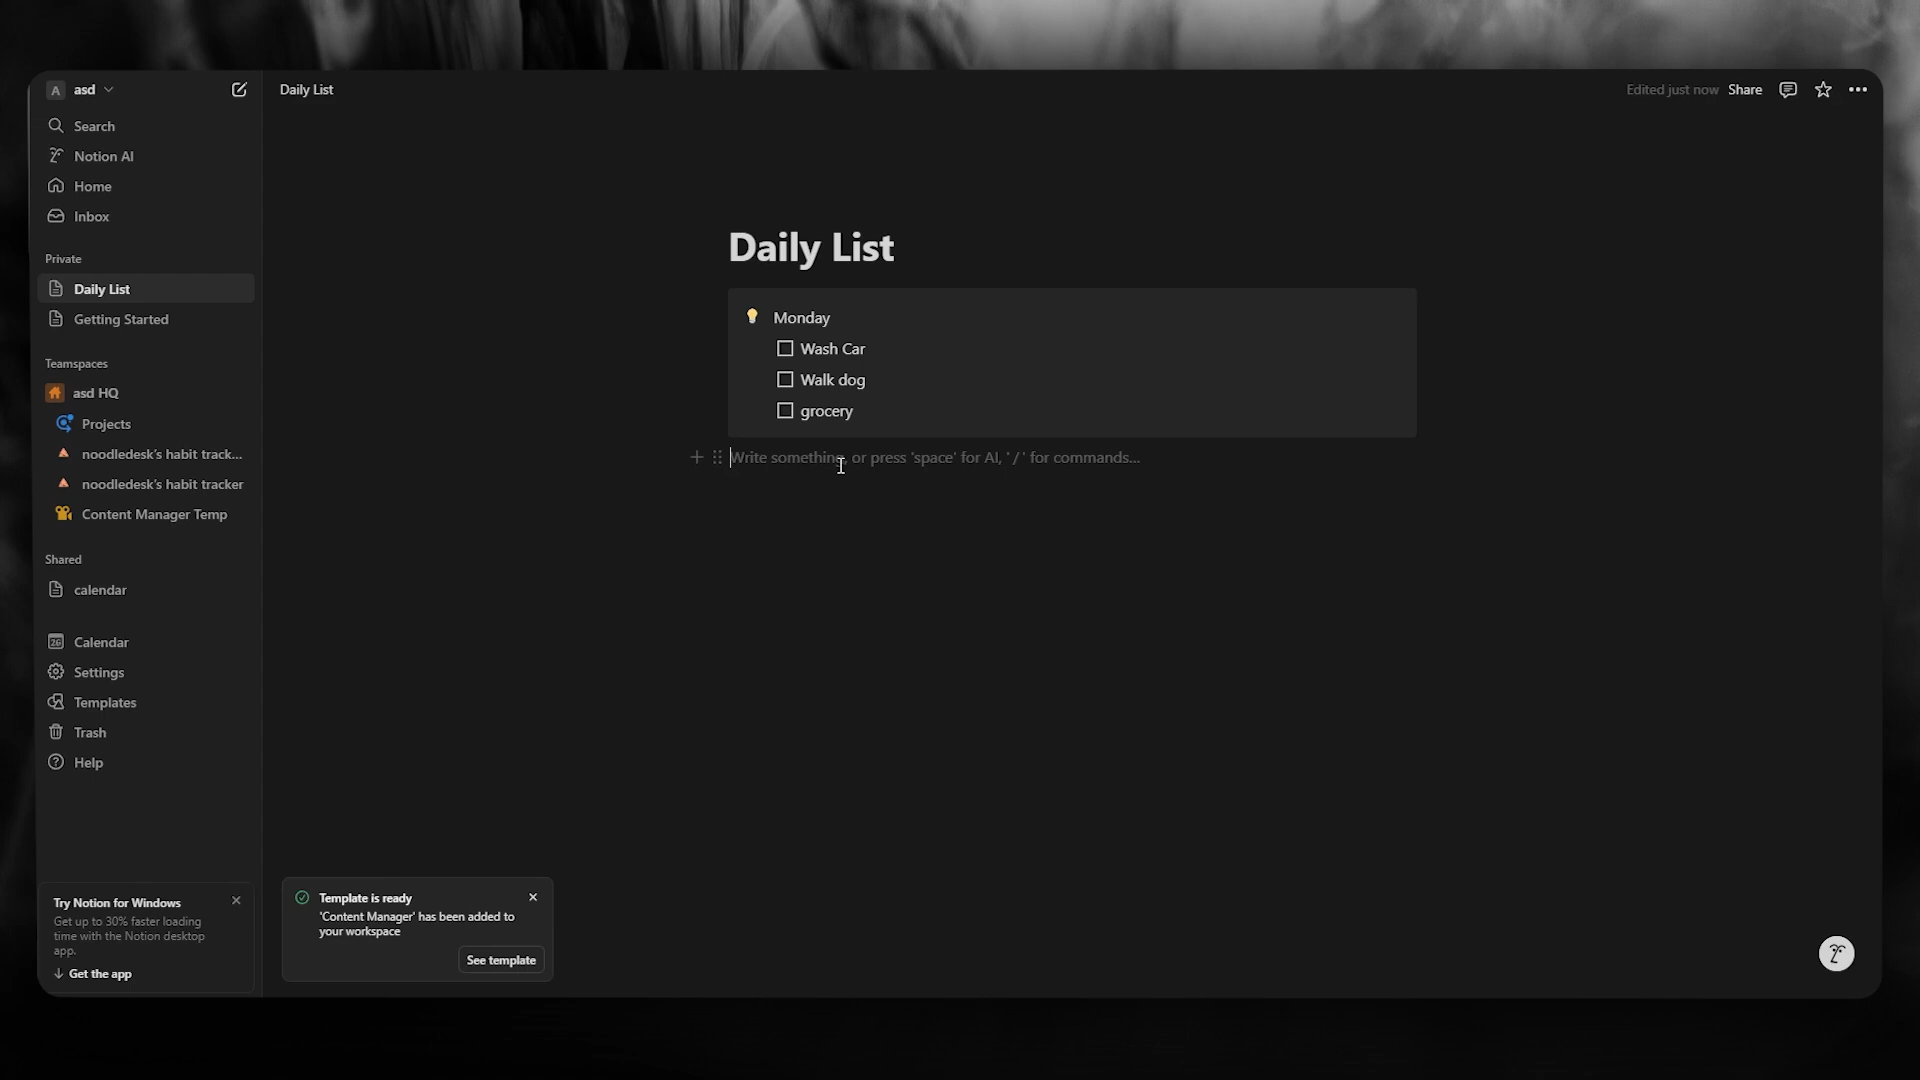 A asd
Search
Notion AI
Home
Inbox
Private
Daily List
Getting Started
Teamspaces
asd HQ
Projects
noodledesk's habit track...
noodledesk's habit tracker
Content Manager Temp
Shared
calendar
26 Calendar
Settings
Templates
Trash
Help
Try Notion for Windows
Get up to 30% faster loading
time with the Notion desktop
app.
Get the app
Daily List
Edited just now Share
Daily List
Monday
Wash Car
Walk dog
grocery
Write something, or press 'space' for AI, '/' for commands...
Template is ready
'Content Manager' has been added to
your workspace
See template